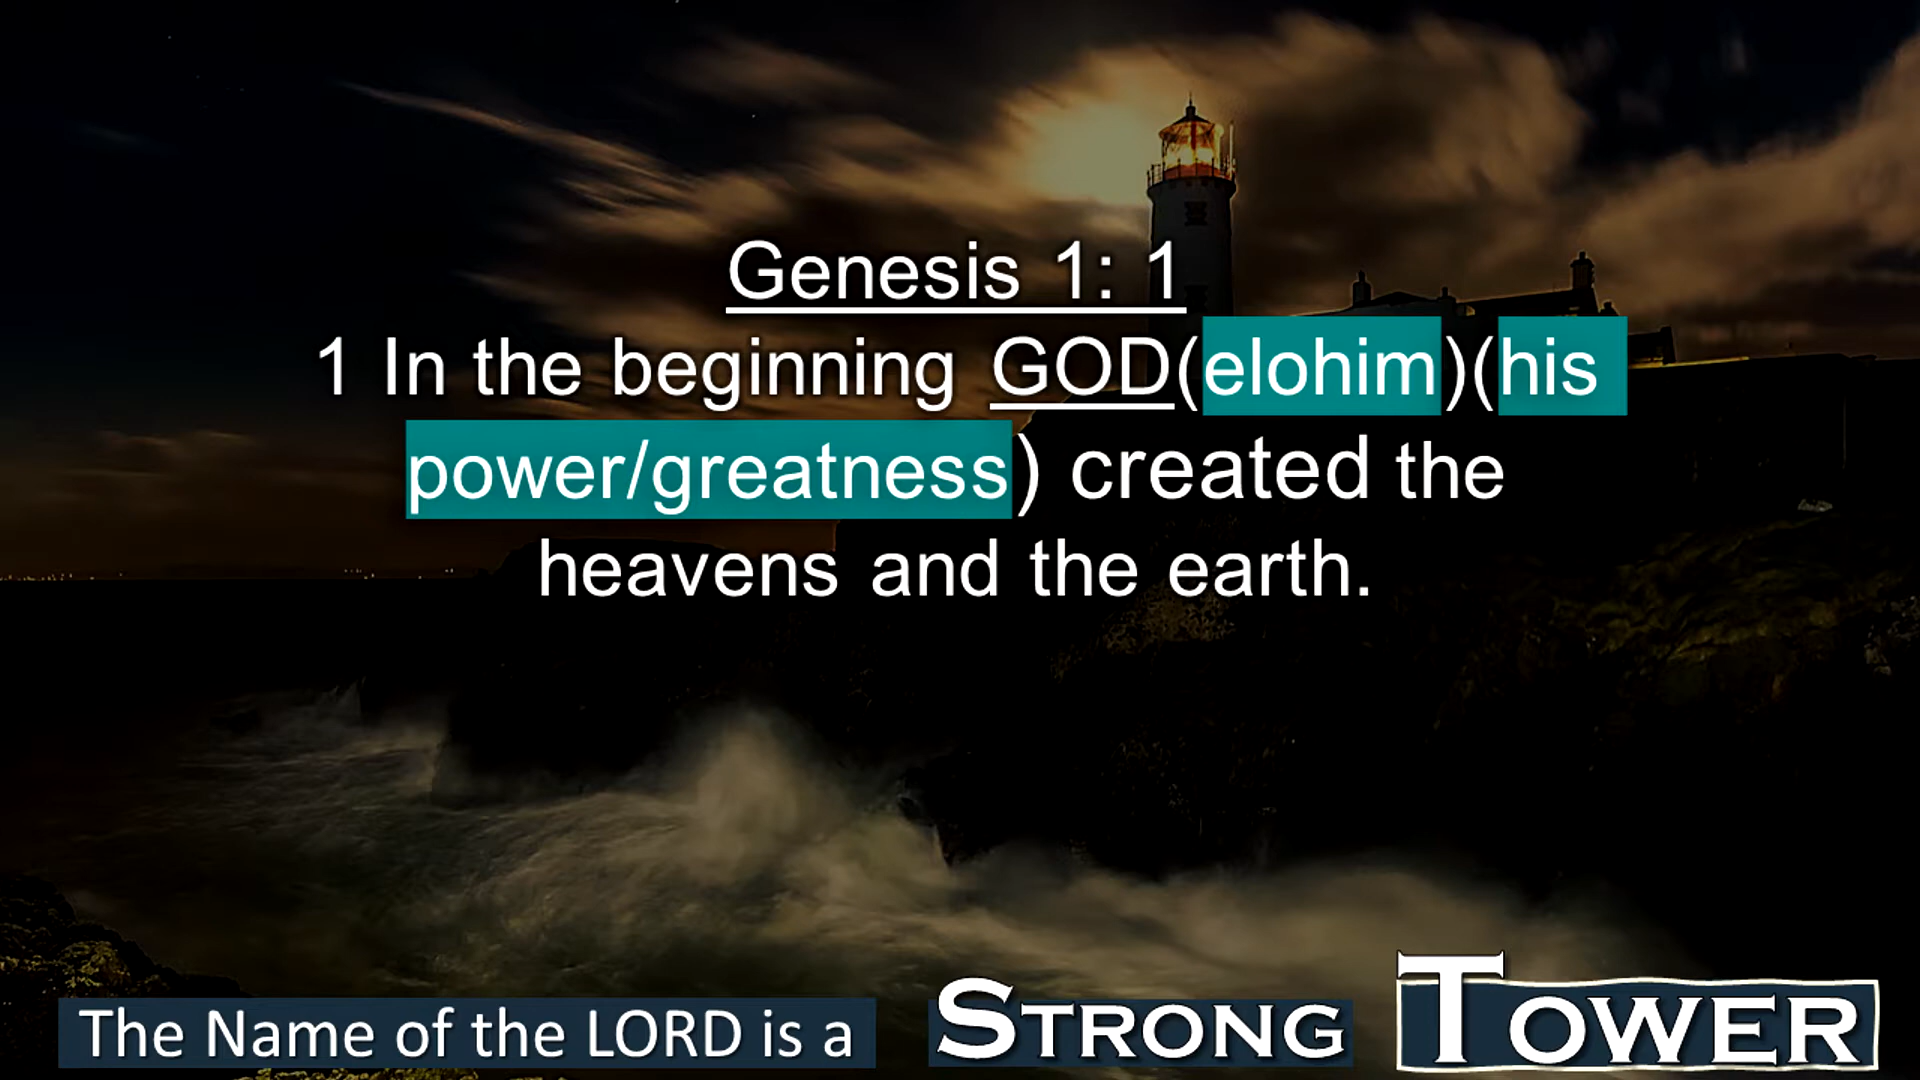 Genesis 1: 1
1 In the beginning GOD(elohim)(his
power/greatness) created the
heavens and the earth.
The Name of the LORD is a STRONG TOWER